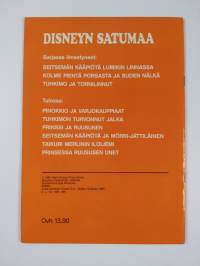 DISNEYN SATUMAA
Sarjassa ilmestyneet:
SEITSEMÄN KÄÄPIÖTÄ LUMIKIN LINNASSA
KOLME PIENTÄ PORSASTA JA SUDEN NÄLKÄ
TUHKIMO JA TORNILINNUT
Tulossa:
PINOKKIO JA VARJOKAUPPIAAT
TUHKIMON TURVONNUT JALKA
PRINSSI JA RUUSUNEN
SEITSEMÄN KÄÄPIÖTÄ JA MÖRRI-JÄTTILÄINEN
TAIKURI MERLININ ILOLIEMI
PRINSESSA RUUSUSEN UNET
Ovh 13,90